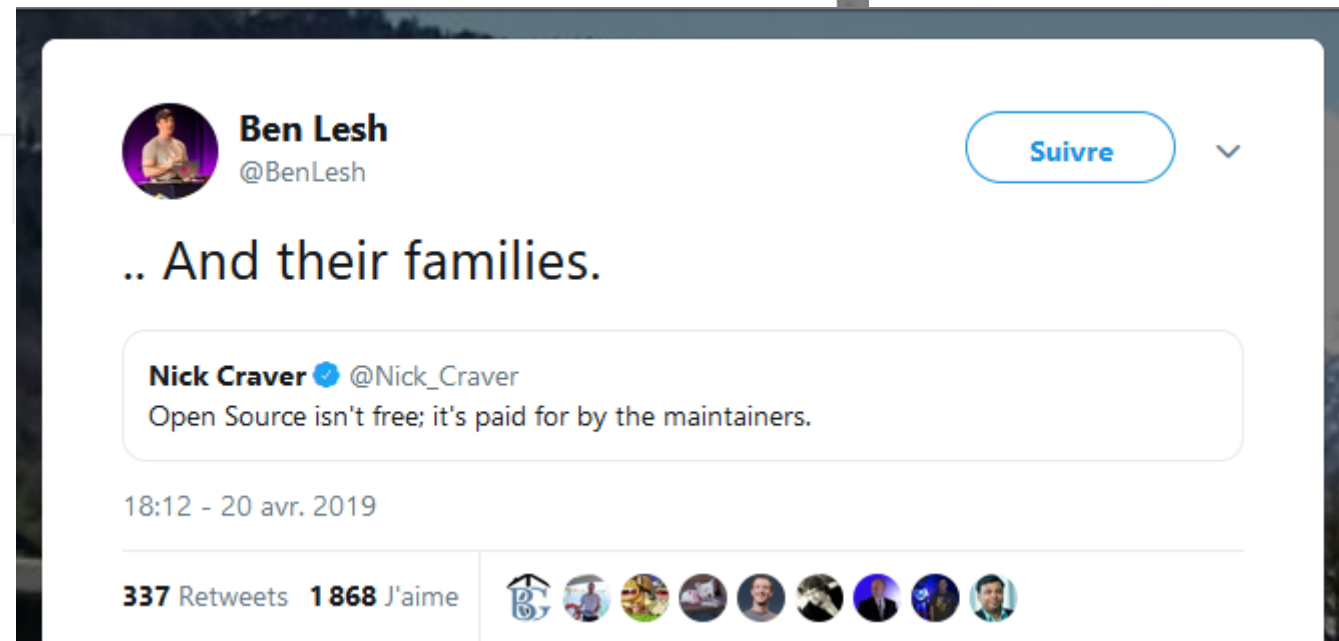 Ben Lesh
@BenLesh
Suivre
.. And their families.
Nick Craver @Nick_Craver
Open Source isn't free; it's paid for by the maintainers.
18:12 - 20 avr. 2019
337 Retweets 1 868 J'aime